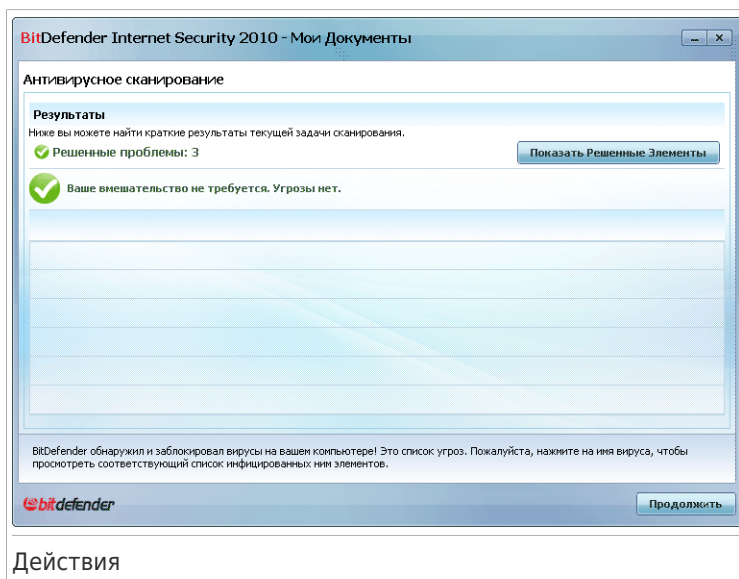 BitDefender Internet Security 2010 - Мои Документы
Антивирусное сканирование
Результаты
Ниже вы можете найти краткие результаты текущей задачи сканирования.
Решенные проблемы: 3
Показать Решенные Элементы
Ваше вмешательство не требуется. Угрозы нет.
BitDefender обнаружил и заблокировал вирусы на вашем компьютере! Это список угроз. Пожалуйста, нажмите на имя вируса, чтобы
просмотреть соответствующий список инфицированных ним элементов.
bitdefender
Продолжить
Действия